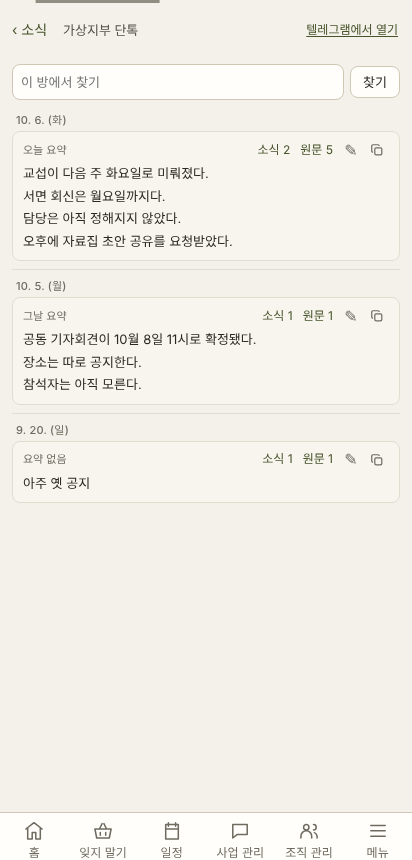 ‹ 소식 가상지부 단톡 텔레그램에서 열기
이 방에서 찾기 찾기
10. 6. (화)
오늘 요약 소식 2 원문 5
교섭이 다음 주 화요일로 미뤄졌다.
서면 회신은 월요일까지다.
담당은 아직 정해지지 않았다.
오후에 자료집 초안 공유를 요청받았다.
10. 5. (월)
그날 요약 소식 1 원문 1
공동 기자회견이 10월 8일 11시로 확정됐다.
장소는 따로 공지한다.
참석자는 아직 모른다.
9. 20. (일)
요약 없음 소식 1 원문 1
아주 옛 공지
홈 잊지 말기 일정 사업 관리 조직 관리 메뉴